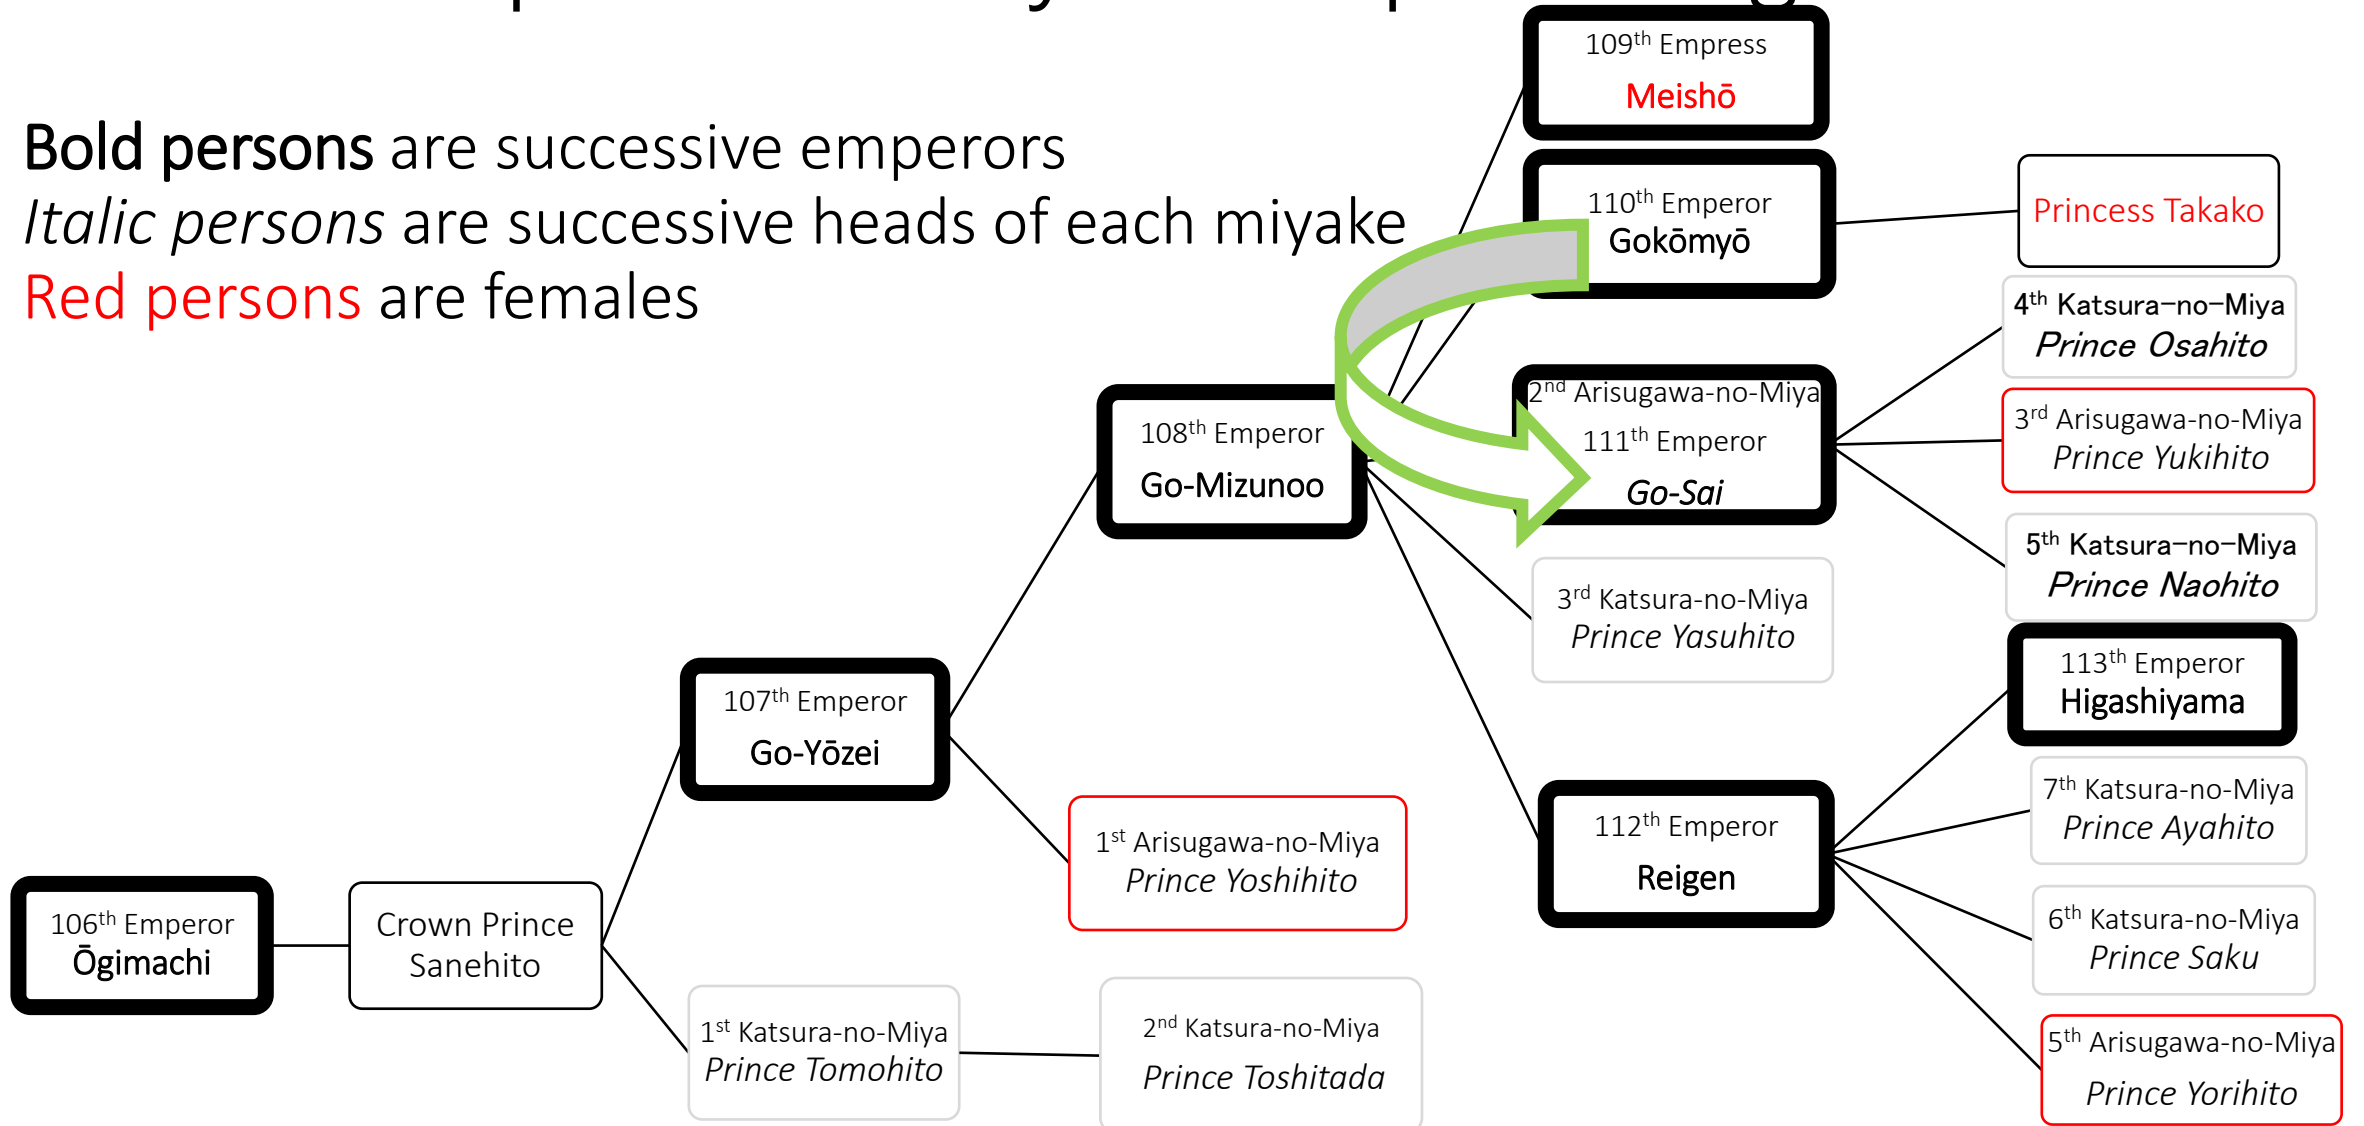 Bold persons are successive emperors
Italic persons are successive heads of each miyake
Red persons are females
109th Empress
Meishō
110th Emperor
Gokōmyō
Princess Takako
4th Katsura-no-Miya
Prince Osahito
2nd Arisugawa-no-Miya
111th Emperor
Go-Sai
3rd Arisugawa-no-Miya
Prince Yukihito
108th Emperor
Go-Mizunoo
5th Katsura-no-Miya
Prince Naohito
3rd Katsura-no-Miya
Prince Yasuhito
113th Emperor
Higashiyama
107th Emperor
Go-Yōzei
7th Katsura-no-Miya
Prince Ayahito
112th Emperor
Reigen
1st Arisugawa-no-Miya
Prince Yoshihito
106th Emperor
Ōgimachi
Crown Prince
Sanehito
6th Katsura-no-Miya
Prince Saku
1st Katsura-no-Miya
Prince Tomohito
2nd Katsura-no-Miya
Prince Toshitada
5th Arisugawa-no-Miya
Prince Yorihito